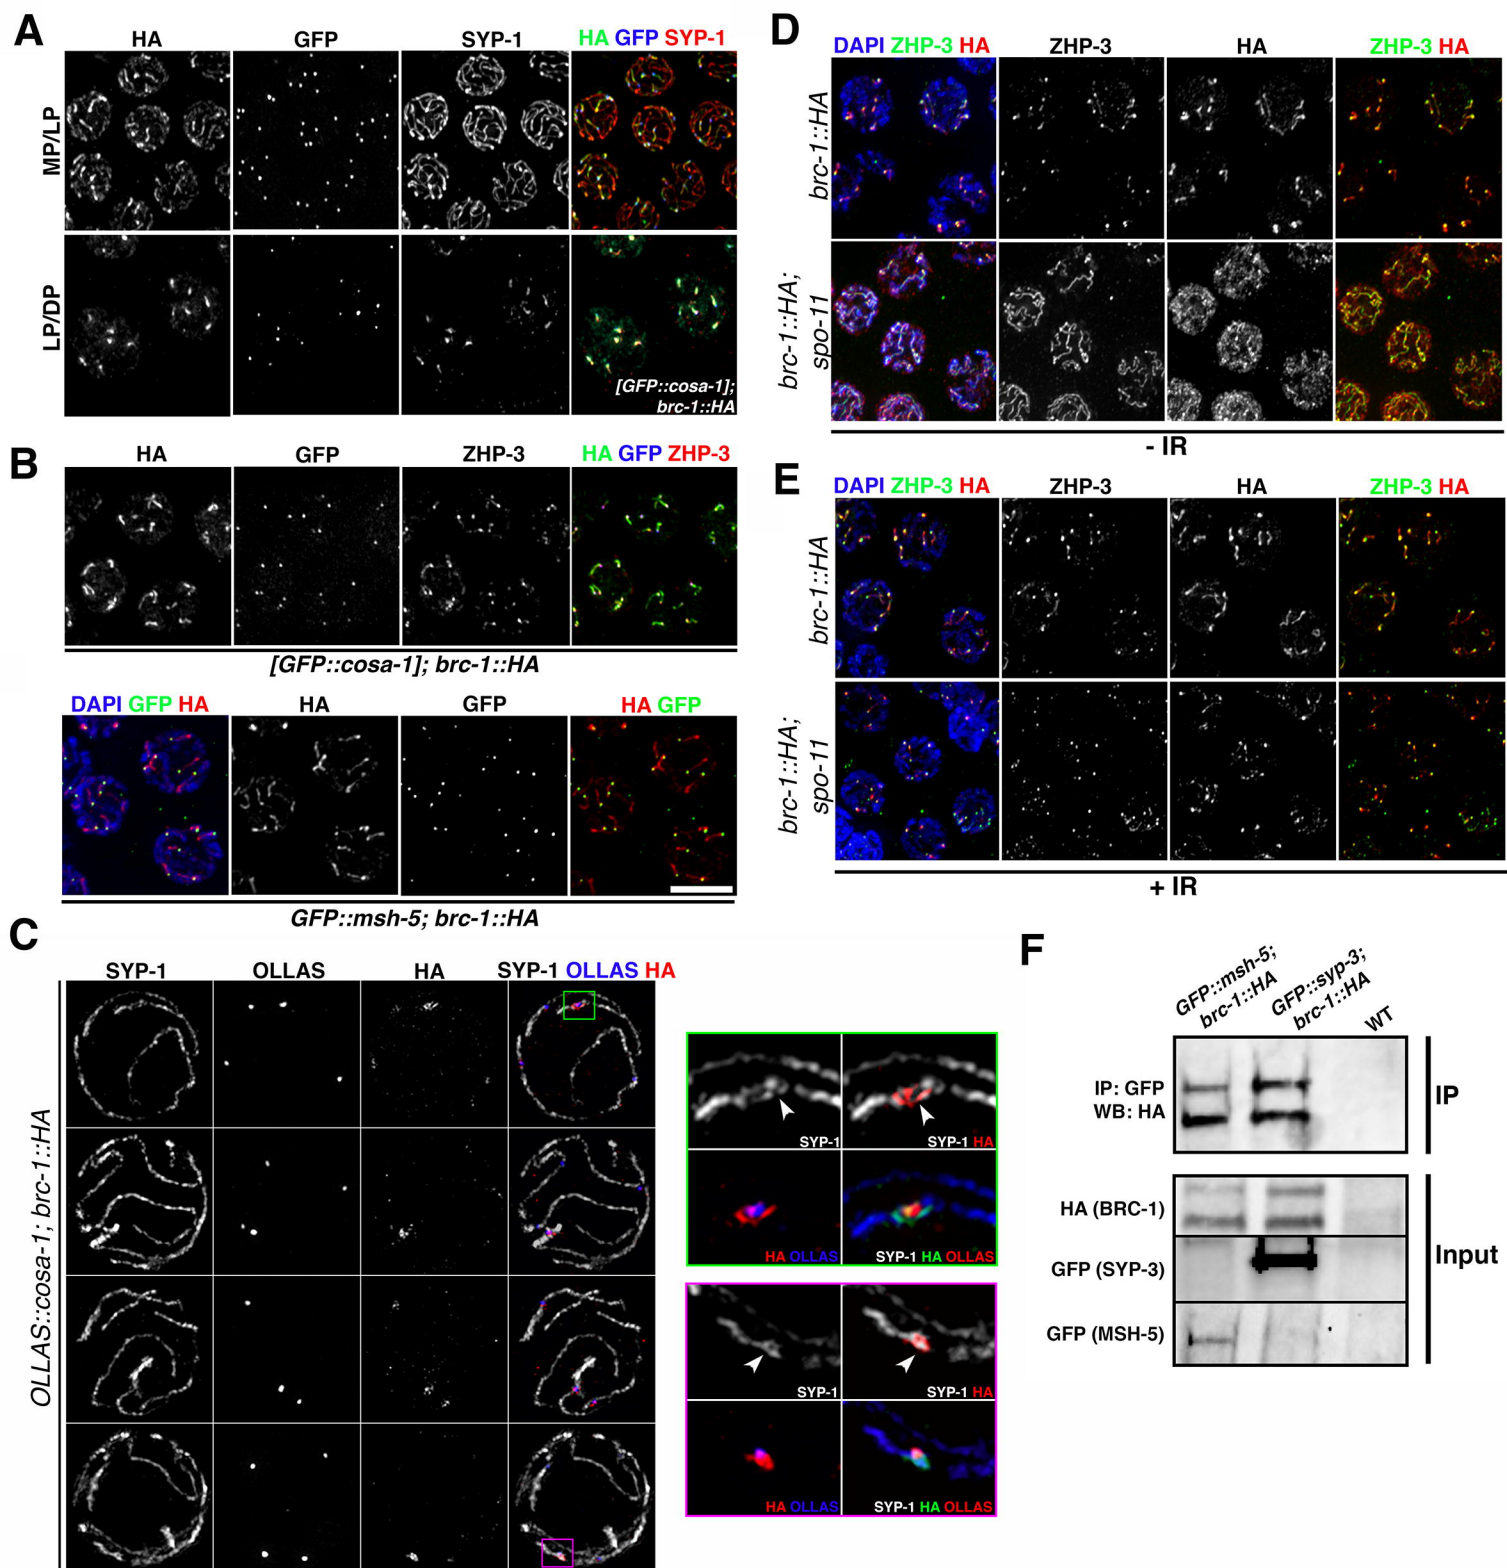 A
HA GFP SYP-1 HA GFP SYP-1
MP/LP
LP/DP
[GFP::cosa-1];
brc-1::HA
B
HA GFP ZHP-3 HA GFP ZHP-3
[GFP::cosa-1]; brc-1::HA
DAPI GFP HA HA GFP HA GFP
GFP::msh-5; brc-1::HA
C
SYP-1 OLLAS HA SYP-1 OLLAS HA
OLLAS::cosa-1; brc-1::HA
SYP-1 SYP-1 HA
HA OLLAS SYP-1 HA OLLAS
SYP-1 SYP-1 HA
HA OLLAS SYP-1 HA OLLAS
D
DAPI ZHP-3 HA ZHP-3 HA ZHP-3 HA
brc-1::HA
brc-1::HA;
spo-11
- IR
E
DAPI ZHP-3 HA ZHP-3 HA ZHP-3 HA
brc-1::HA
brc-1::HA;
spo-11
+ IR
F
GFP::msh-5;
brc-1::HA
GFP::syp-3;
brc-1::HA
WT
IP: GFP
WB: HA
IP
HA (BRC-1)
GFP (SYP-3)
GFP (MSH-5)
Input